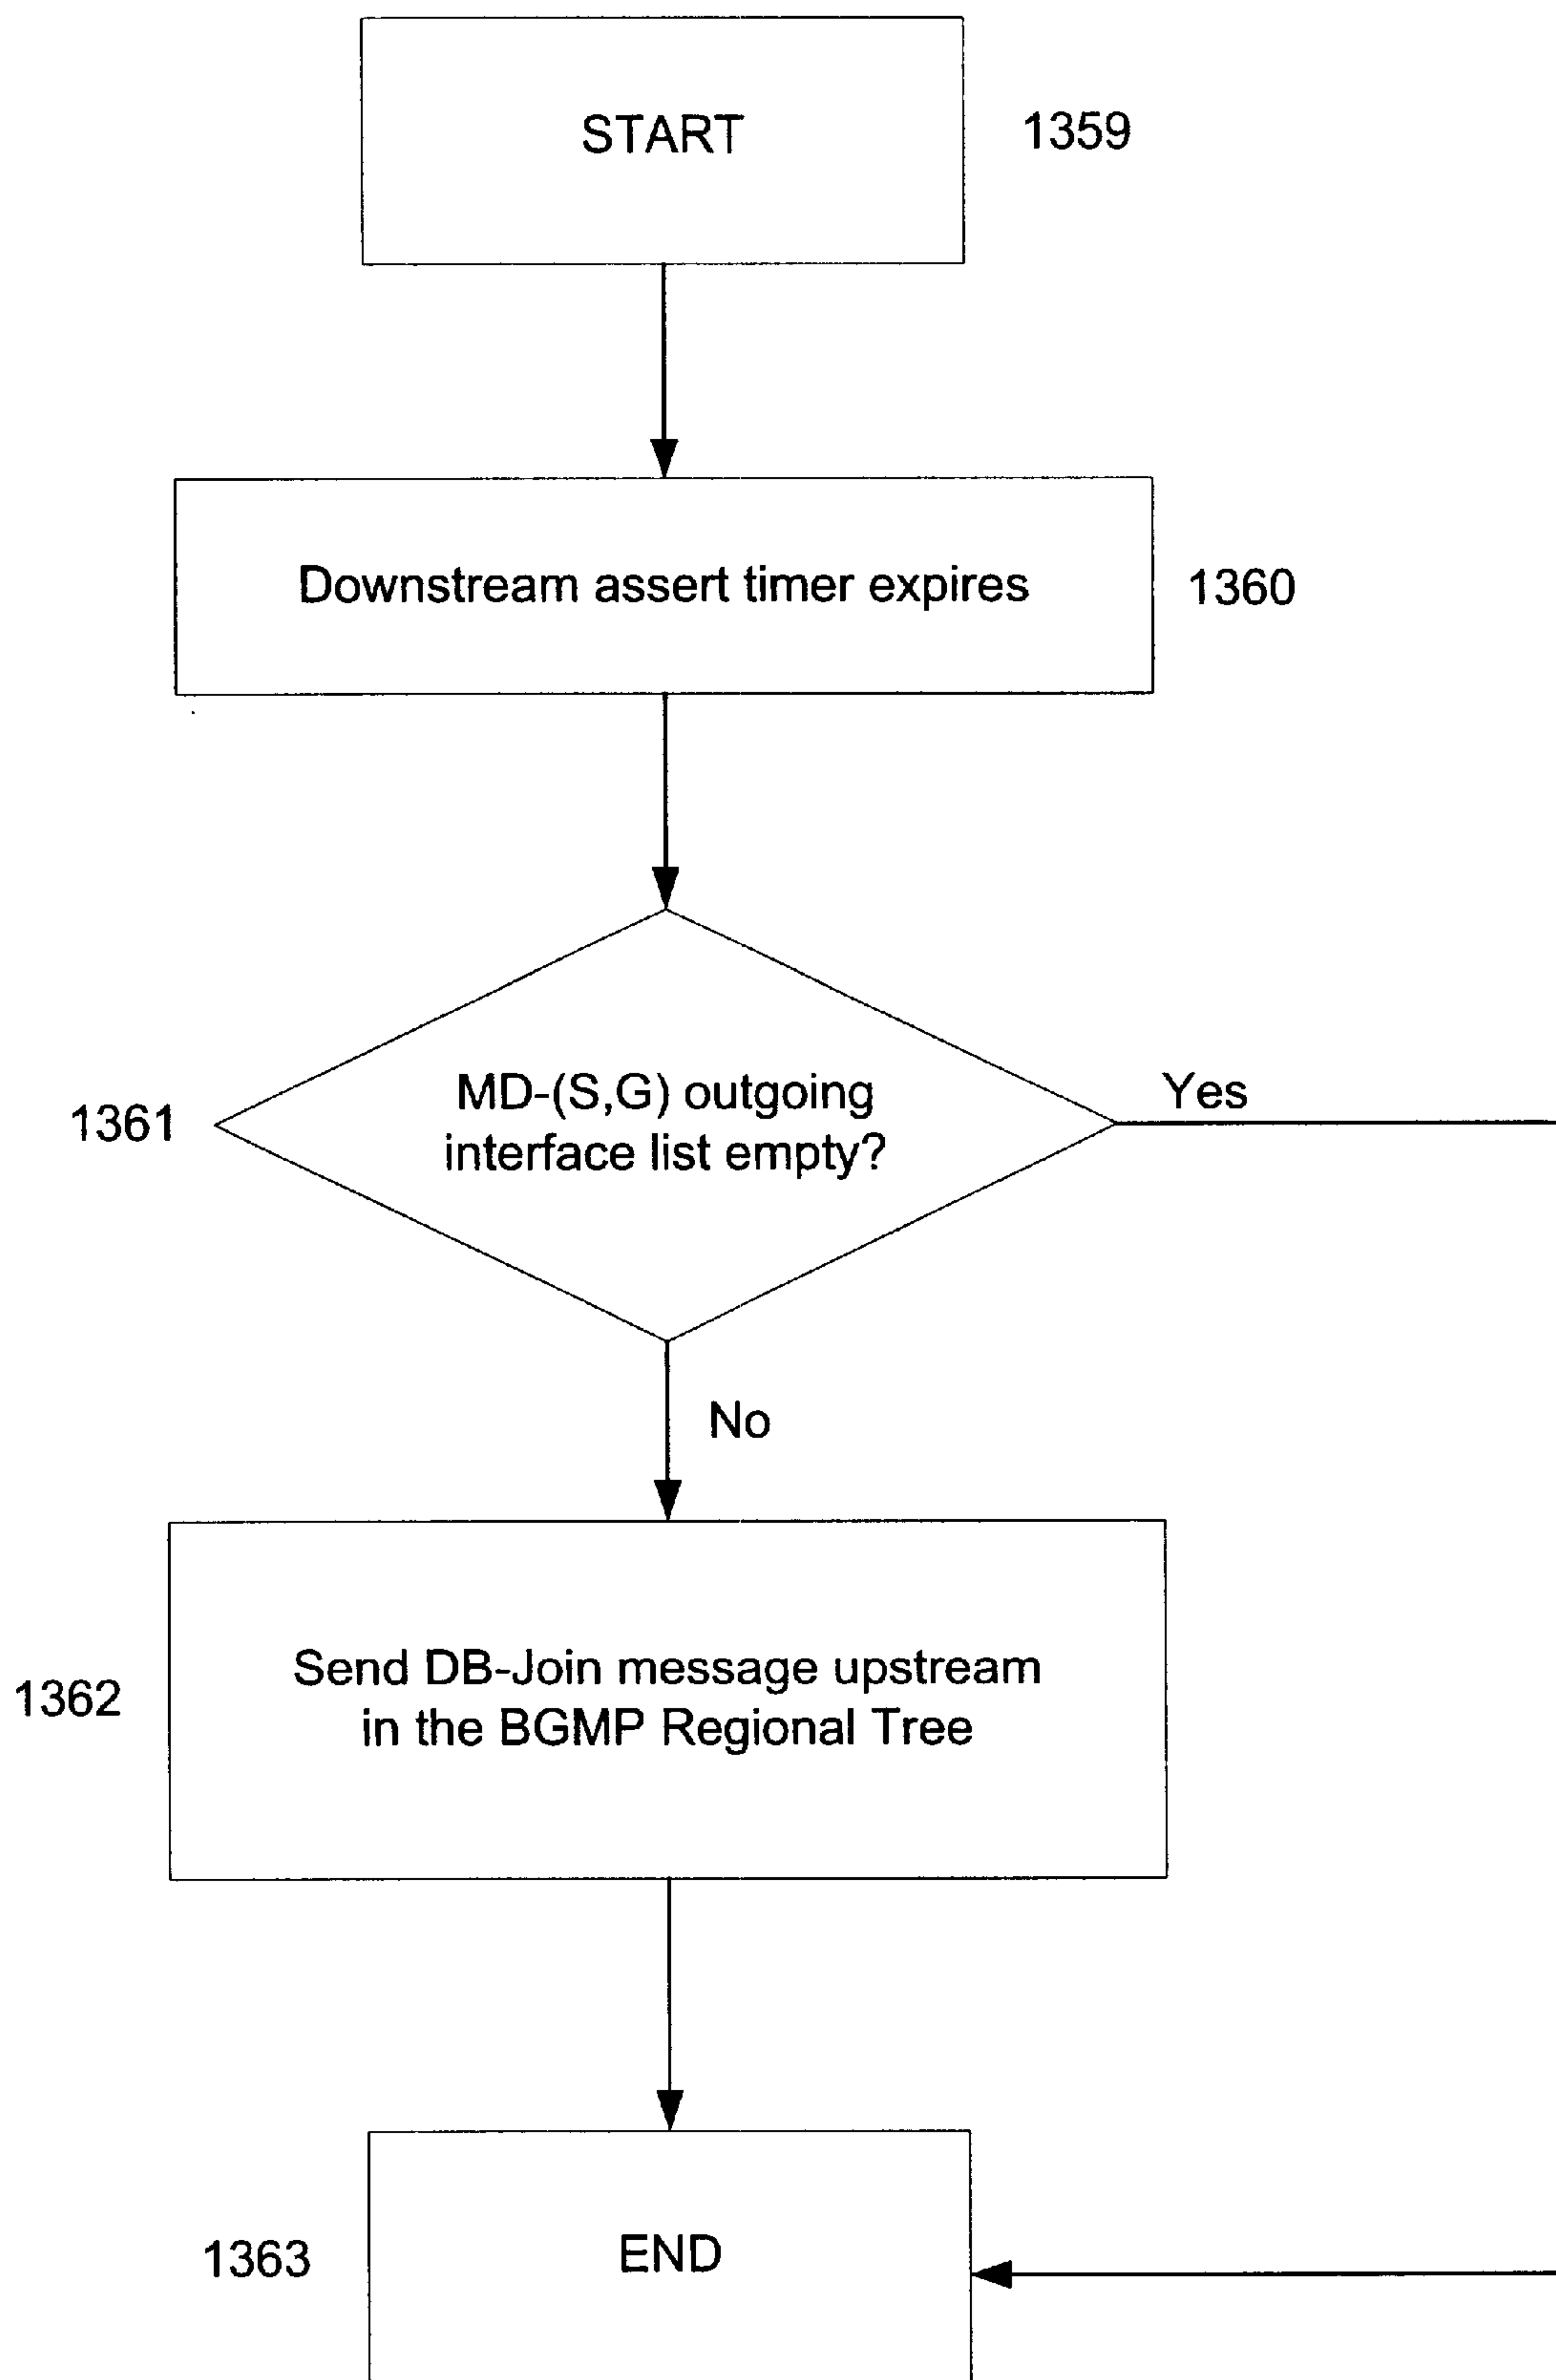 START
1359
Downstream assert timer expires
1360
1361
MD-(S,G) outgoing
interface list empty?
Yes
No
1362
Send DB-Join message upstream
in the BGMP Regional Tree
1363
END